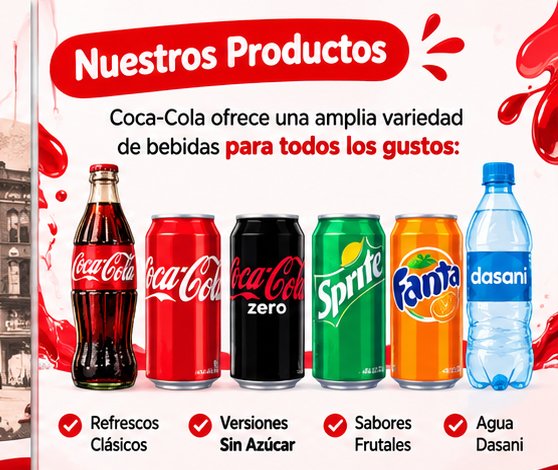 Nuestros Productos
Coca-Cola ofrece una amplia variedad
de bebidas para todos los gustos:
Coca-Cola
Coca-Cola
Coca-Cola
zero
Sprite
Fanta
dasani
Refrescos
Clásicos
Versiones
Sin Azúcar
Sabores
Frutales
Agua
Dasani